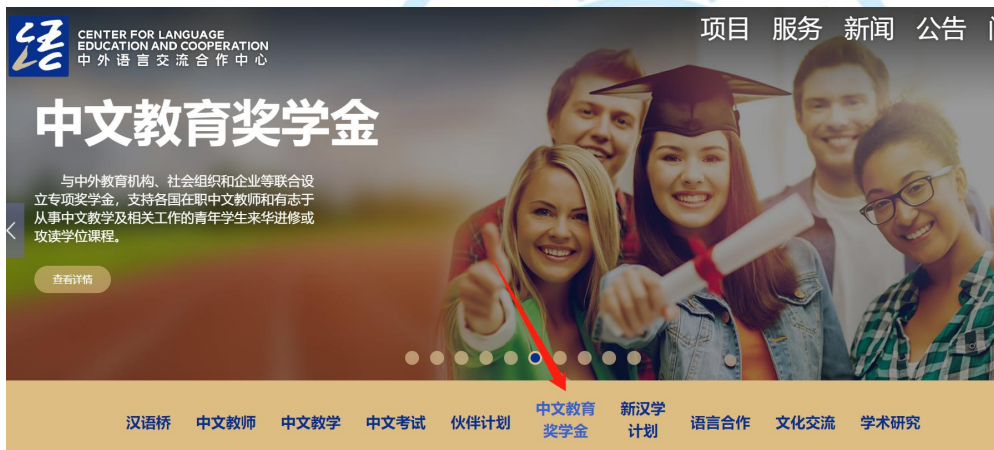 CENTER FOR LANGUAGE
EDUCATION AND COOPERATION
中外语言交流合作中心
项目 服务 新闻 公告
中文教育奖学金
与中外教育机构、社会组织和企业等联合设
立专项奖学金，支持各国在职中文教师和有志于
从事中文教学及相关工作的青年学生来华进修或
攻读学位课程。
查看详情
汉语桥 中文教师 中文教学 中文考试 伙伴计划 中文教育 新汉学 语言合作 文化交流 学术研究
奖学金 计划